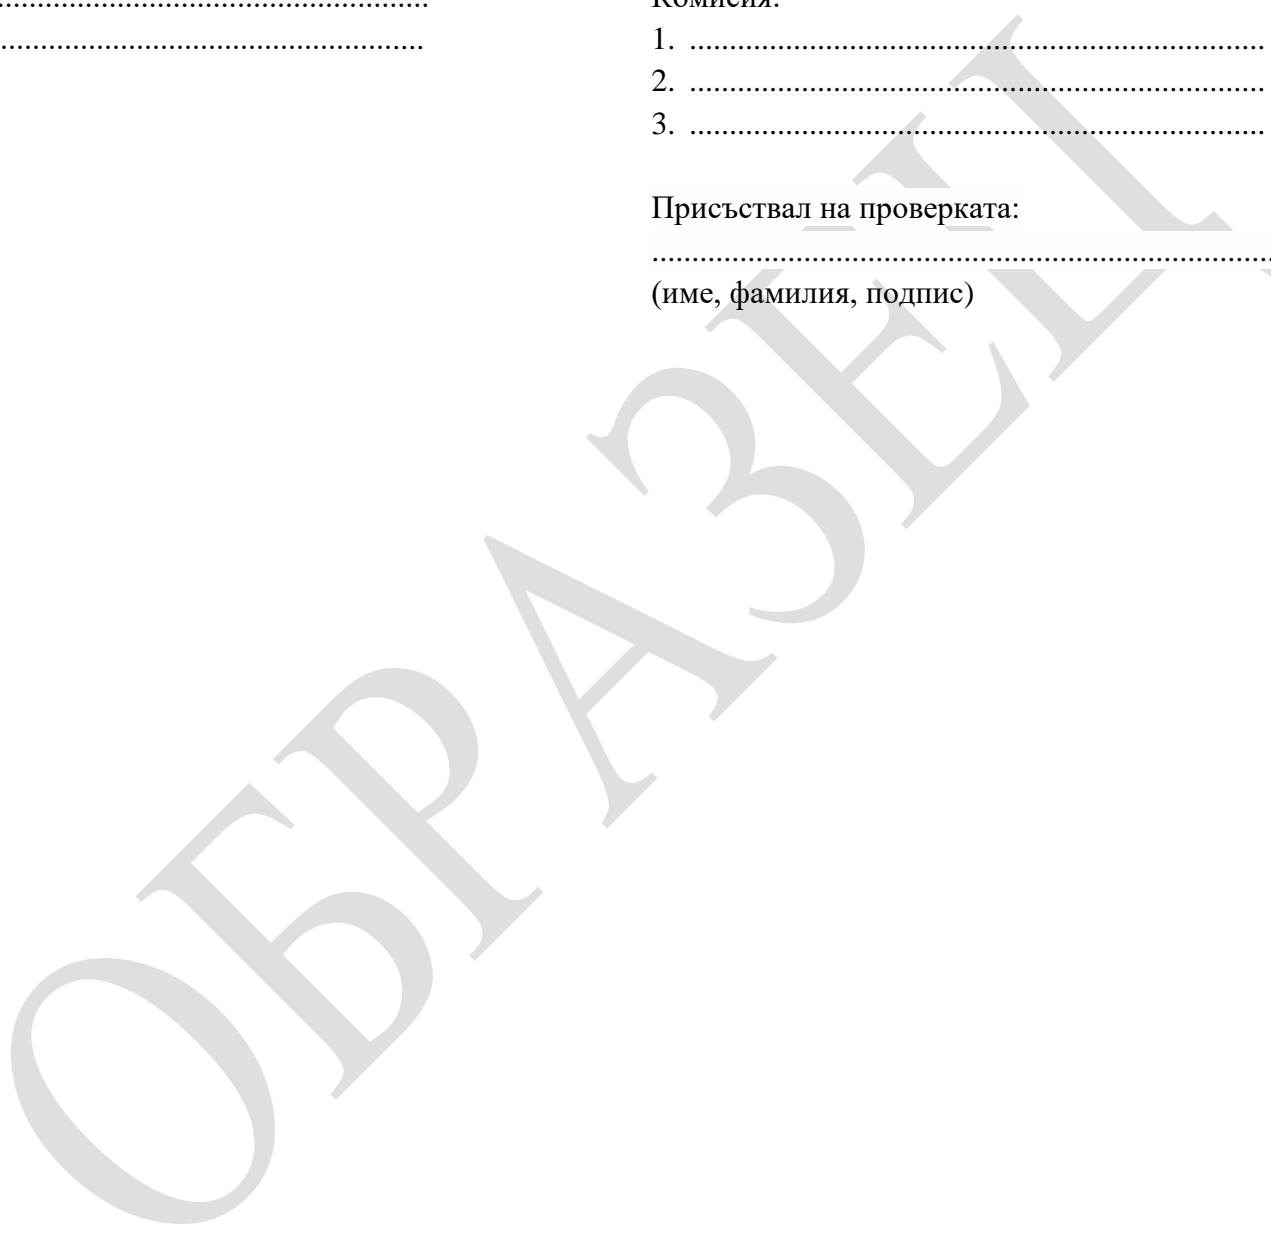 ....................................................
Комисия:
.....................................................
1. ........................................................................
2. ........................................................................
3. ........................................................................
Присъствал на проверката:
..............................................................................
(име, фамилия, подпис)
ОБРАЗЕЦ